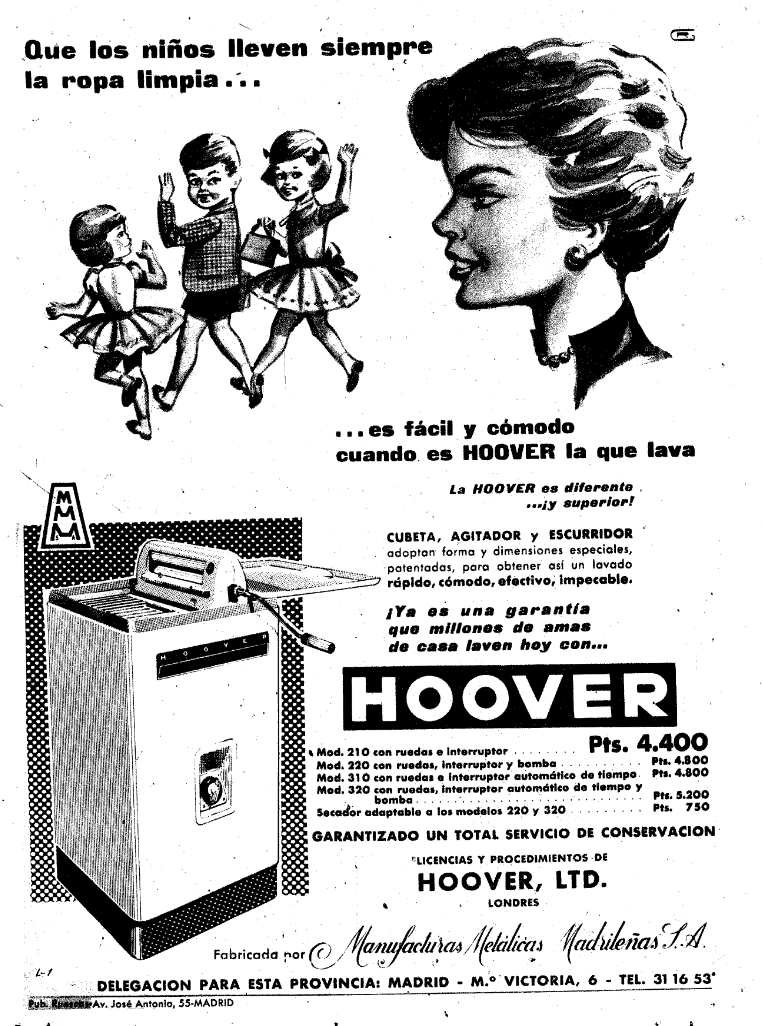 Que los niños lleven siempre
la ropa limpia...
...es fácil y cómodo
cuando es HOOVER la que lava
La HOOVER es diferente
...¡y superior!
MMM
CUBETA, AGITADOR y ESCURRIDOR
adoptan forma y dimensiones especiales,
patentadas, para obtener así un lavado
rápido, cómodo, efectivo, impecable.
¡Ya es una garantía
que millones de amas
de casa laven hoy con...
HOOVER
HOOVER
Mod. 210 con ruedas e interruptor . . . . . . . . Pts. 4.400
Mod. 220 con ruedas, interruptor y bomba . . . . . . . . Pts. 4.800
Mod. 310 con ruedas e interruptor automático de tiempo. Pts. 4.800
Mod. 320 con ruedas, interruptor automático de tiempo y
bomba . . . . . . . . Pts. 5.200
Secador adaptable a los modelos 220 y 320 . . . . . . . . Pts. 750
GARANTIZADO UN TOTAL SERVICIO DE CONSERVACION
LICENCIAS Y PROCEDIMIENTOS DE
HOOVER, LTD.
LONDRES
Fabricada por Manufacturas Metálicas Madrileñas S.A.
L-1
DELEGACION PARA ESTA PROVINCIA: MADRID - M.º VICTORIA, 6 - TEL. 31 16 53
Pub. Av. José Antonio, 55-MADRID